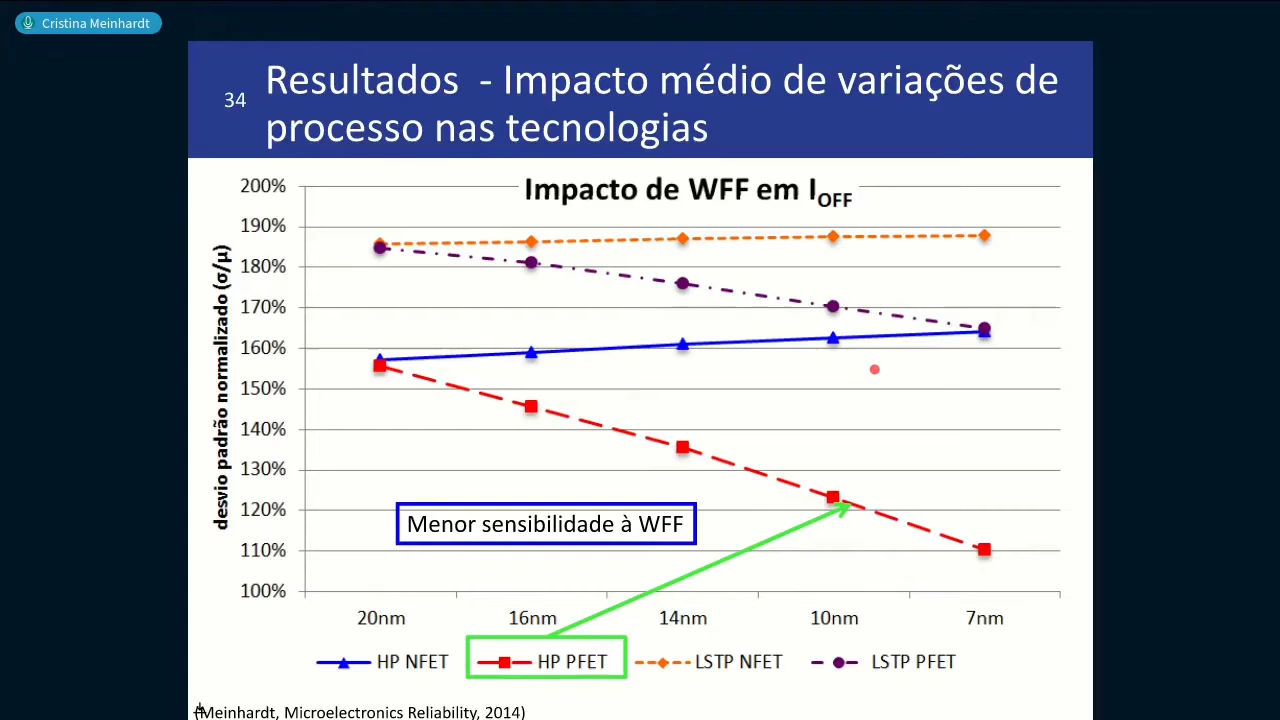 Cristina Meinhardt
34
Resultados - Impacto médio de variações de
processo nas tecnologias
Impacto de WFF em IOFF
desvio padrão normalizado (σ/μ)
200%
190%
180%
170%
160%
150%
140%
130%
120%
110%
100%
Menor sensibilidade à WFF
20nm 16nm 14nm 10nm 7nm
HP NFET HP PFET LSTP NFET LSTP PFET
(Meinhardt, Microelectronics Reliability, 2014)